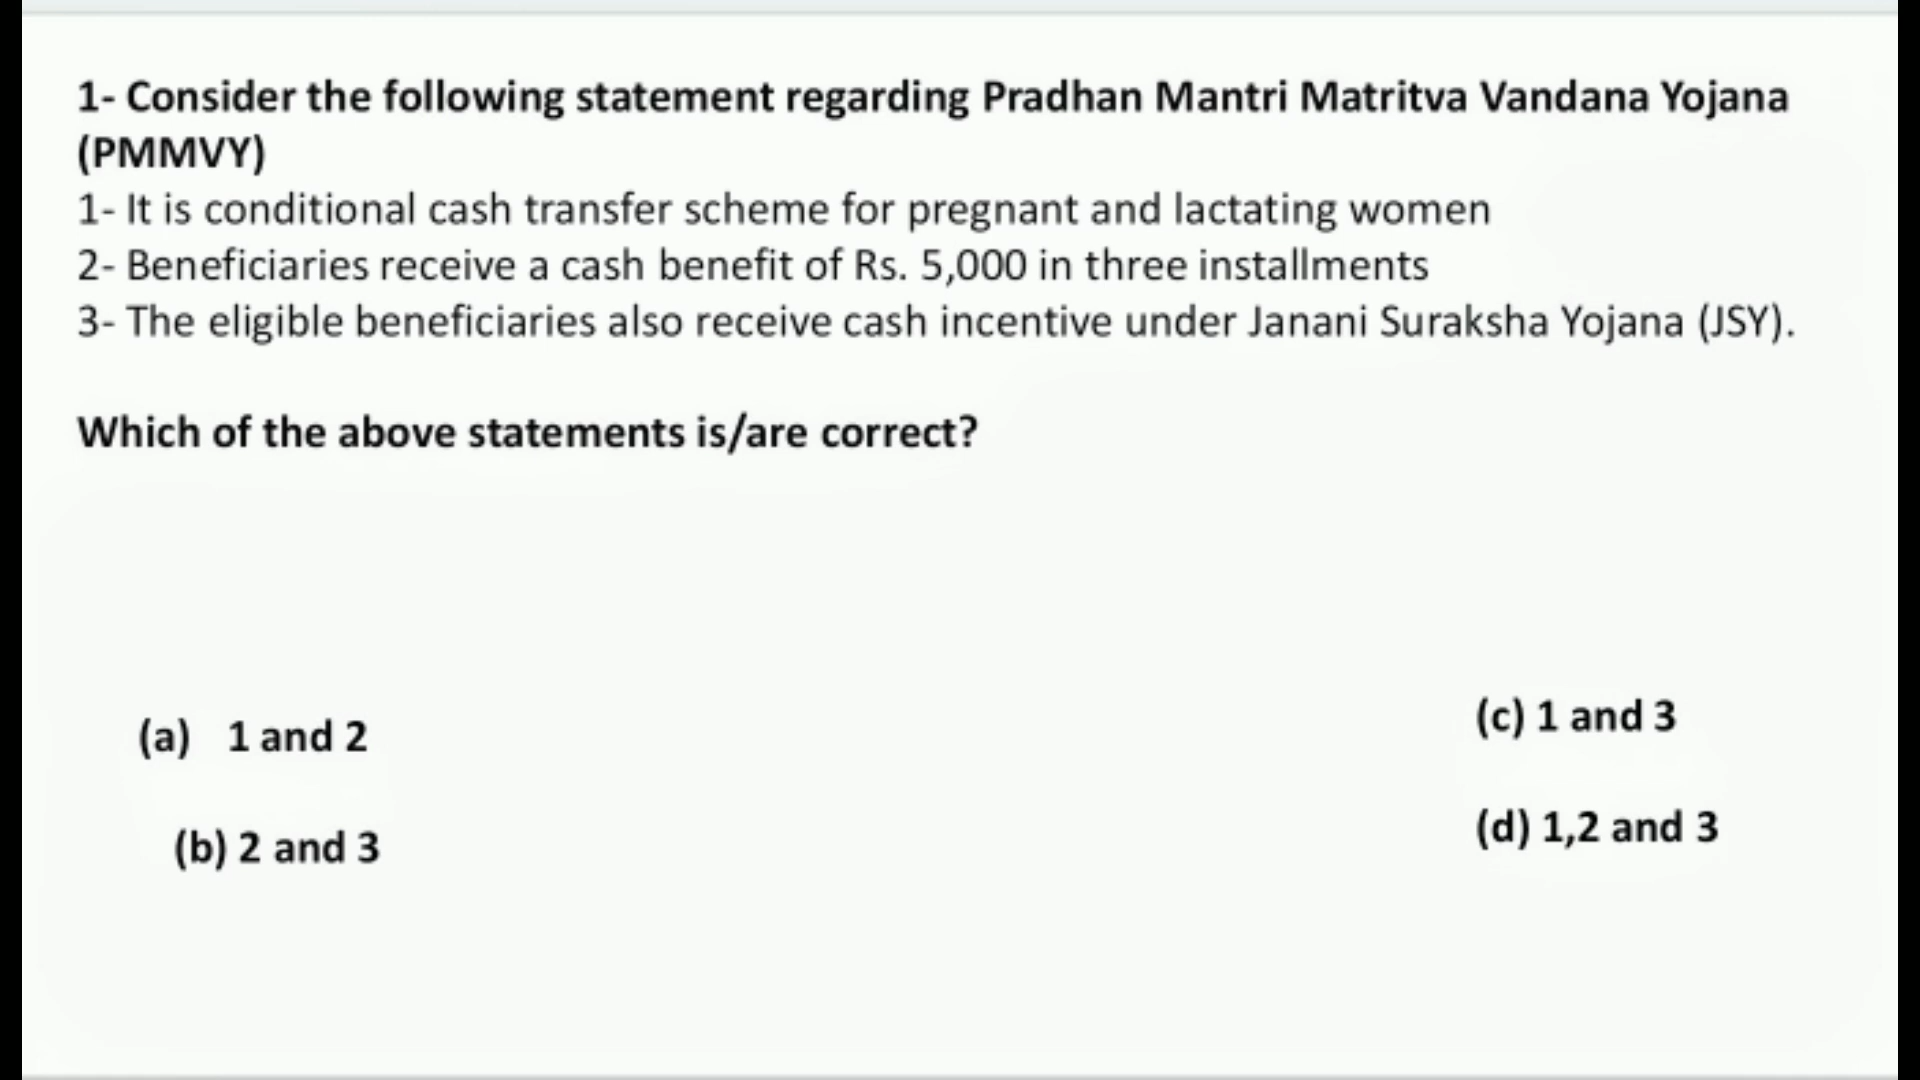 1- Consider the following statement regarding Pradhan Mantri Matritva Vandana Yojana
(PMMVY)
1- It is conditional cash transfer scheme for pregnant and lactating women
2- Beneficiaries receive a cash benefit of Rs. 5,000 in three installments
3- The eligible beneficiaries also receive cash incentive under Janani Suraksha Yojana (JSY).
Which of the above statements is/are correct?
(a) 1 and 2
(b) 2 and 3
(c) 1 and 3
(d) 1,2 and 3